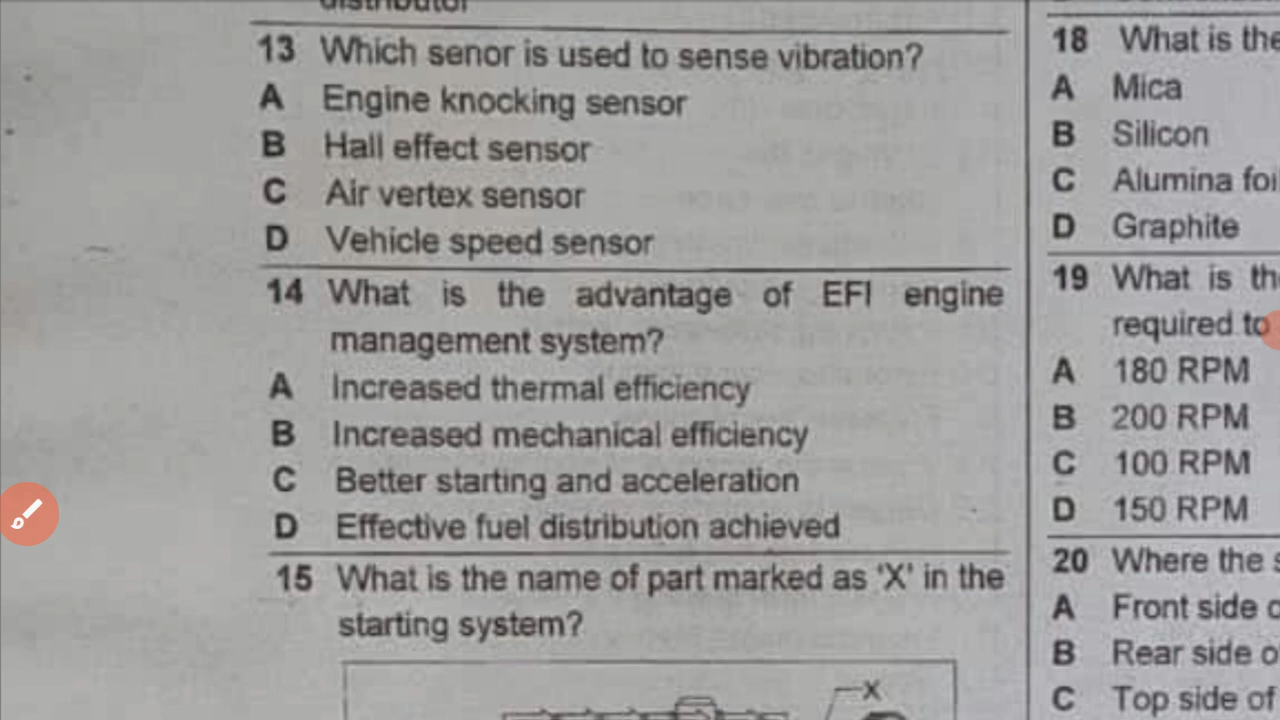 distributor
13 Which senor is used to sense vibration?
A Engine knocking sensor
B Hall effect sensor
C Air vertex sensor
D Vehicle speed sensor
14 What is the advantage of EFI engine
management system?
A Increased thermal efficiency
B Increased mechanical efficiency
C Better starting and acceleration
D Effective fuel distribution achieved
15 What is the name of part marked as 'X' in the
starting system?
X
18 What is the
A Mica
B Silicon
C Alumina foi
D Graphite
19 What is th
required to
A 180 RPM
B 200 RPM
C 100 RPM
D 150 RPM
20 Where the s
A Front side o
B Rear side o
C Top side of